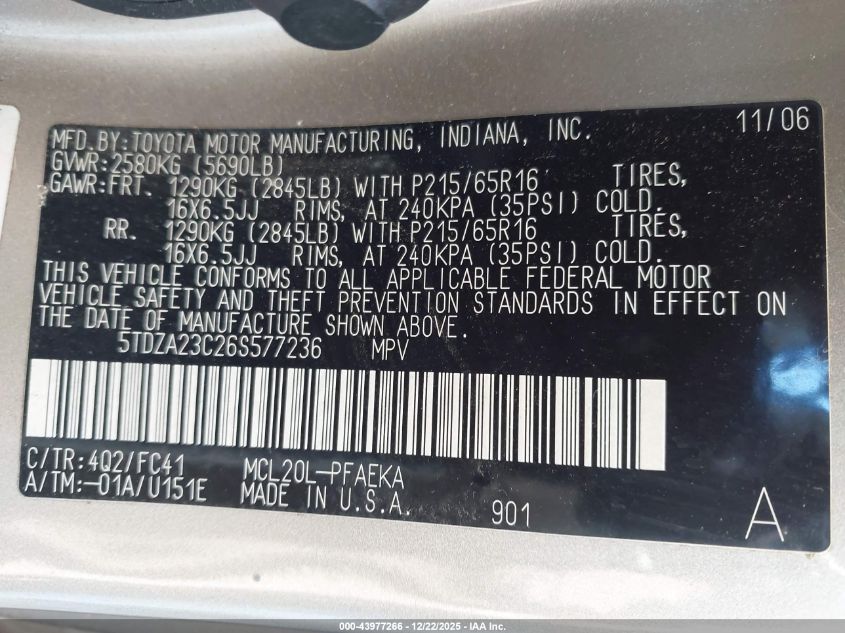 MFD.BY:TOYOTA MOTOR MANUFACTURING, INDIANA, INC. 11/06
GVWR:2580KG (5690LB)
GAWR:FRT. 1290KG (2845LB) WITH P215/65R16 TIRES,
16X6.5JJ RIMS, AT 240KPA (35PSI) COLD.
RR. 1290KG (2845LB) WITH P215/65R16 TIRES,
16X6.5JJ RIMS, AT 240KPA (35PSI) COLD.
THIS VEHICLE CONFORMS TO ALL APPLICABLE FEDERAL MOTOR
VEHICLE SAFETY AND THEFT PREVENTION STANDARDS IN EFFECT ON
THE DATE OF MANUFACTURE SHOWN ABOVE.
5TDZA23C26S577236 MPV
C/TR:4Q2/FC41 MCL20L-PFAEKA
A/TM:-01A/U151E MADE IN U.S.A. 901 A
000-43977266 - 12/22/2025 - IAA Inc.